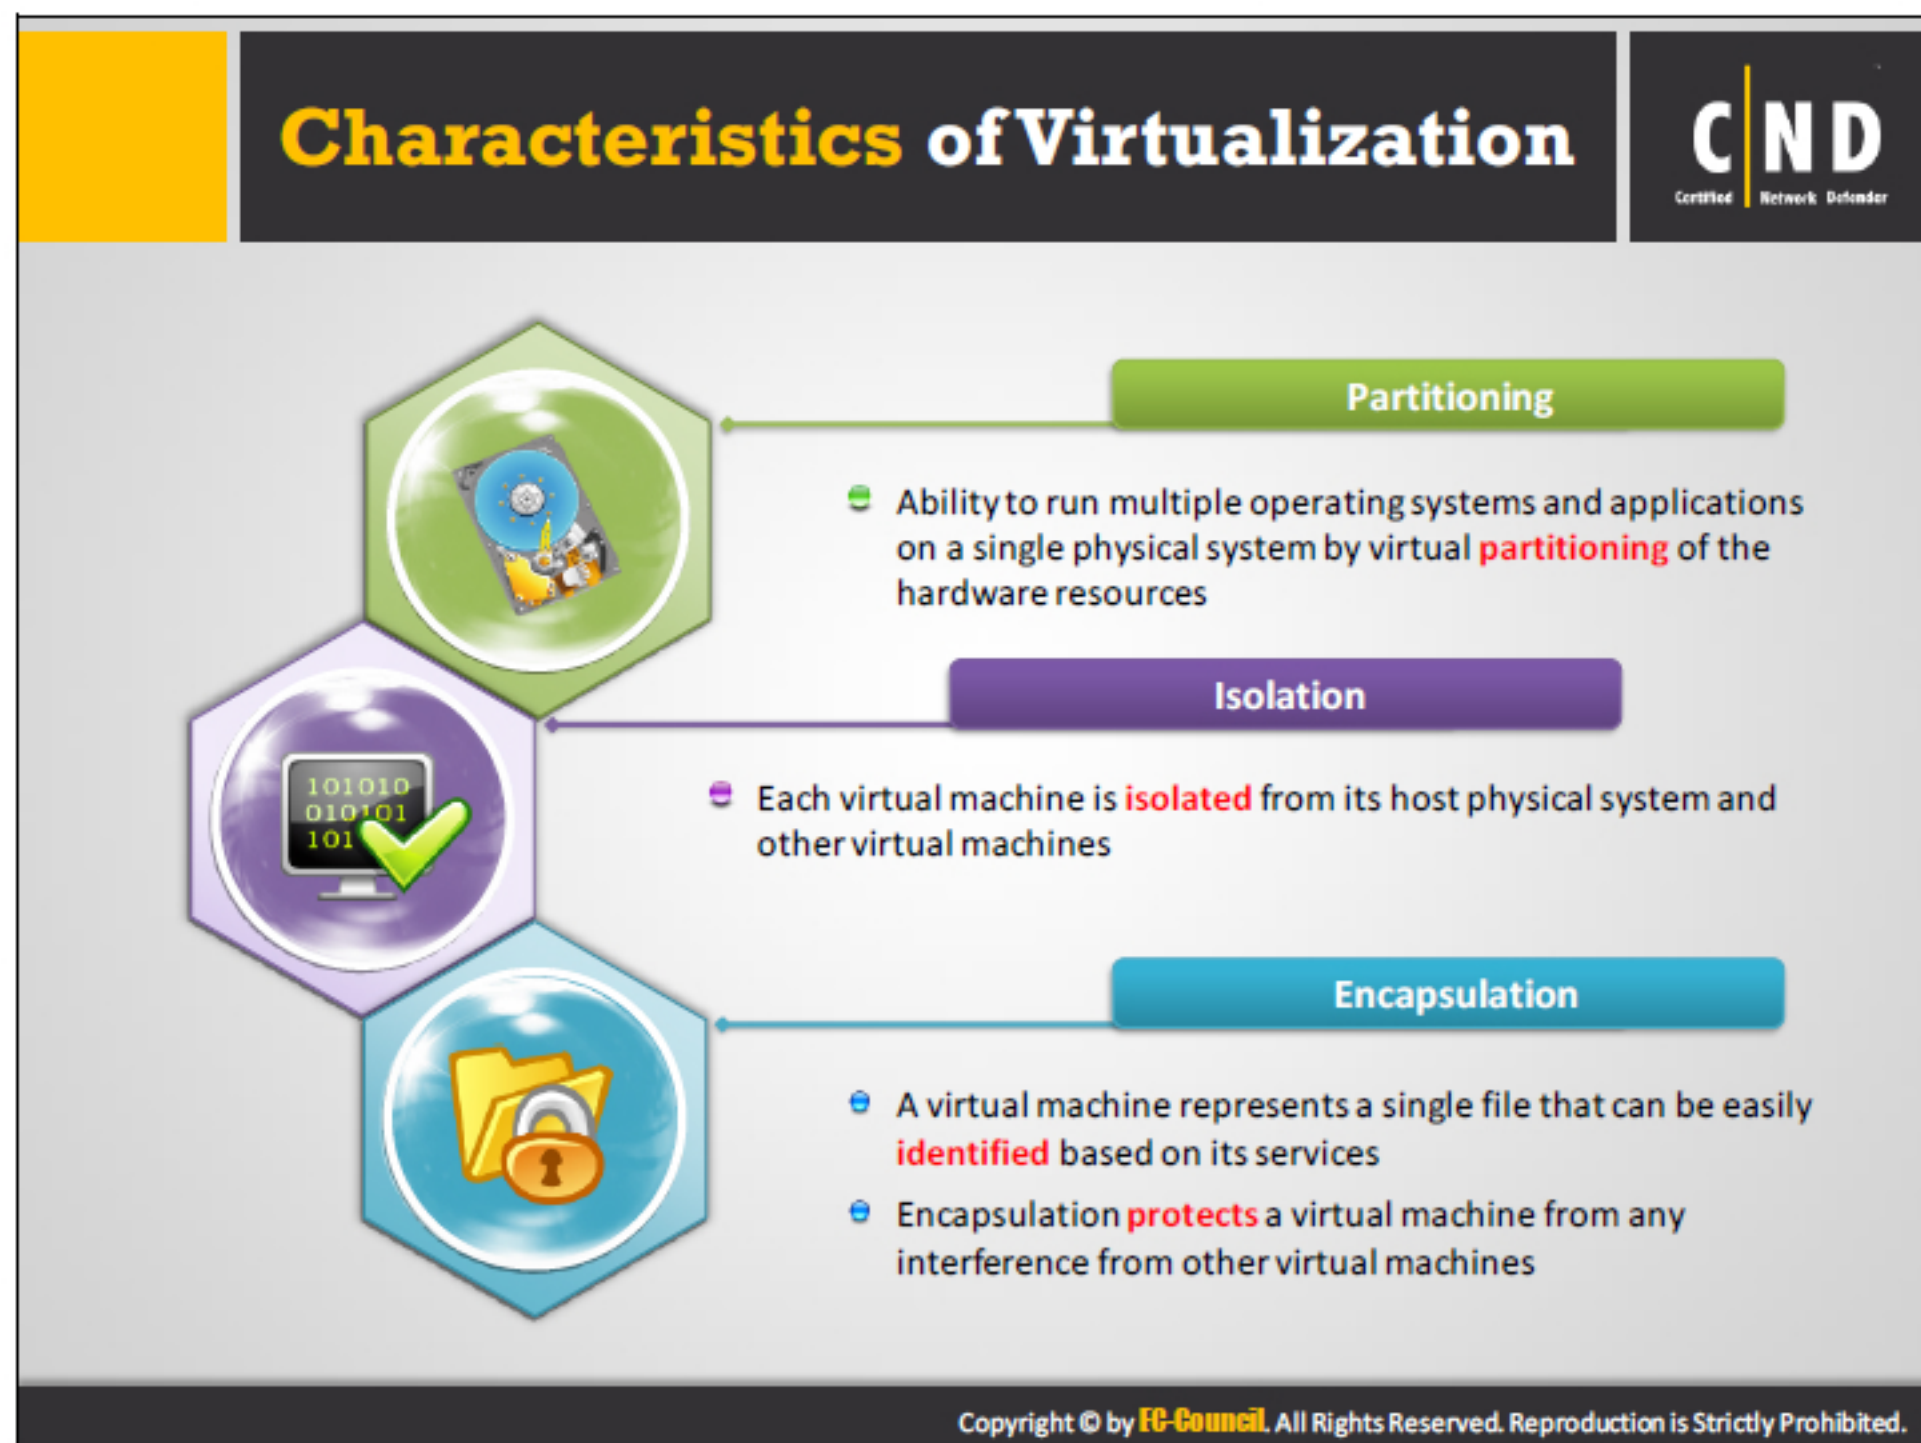 Characteristics of Virtualization
C|ND
Certified Network Defender
Partitioning
Ability to run multiple operating systems and applications
on a single physical system by virtual partitioning of the
hardware resources
Isolation
101010
010101
101
Each virtual machine is isolated from its host physical system and
other virtual machines
Encapsulation
A virtual machine represents a single file that can be easily
identified based on its services
Encapsulation protects a virtual machine from any
interference from other virtual machines
Copyright © by EC-Council. All Rights Reserved. Reproduction is Strictly Prohibited.